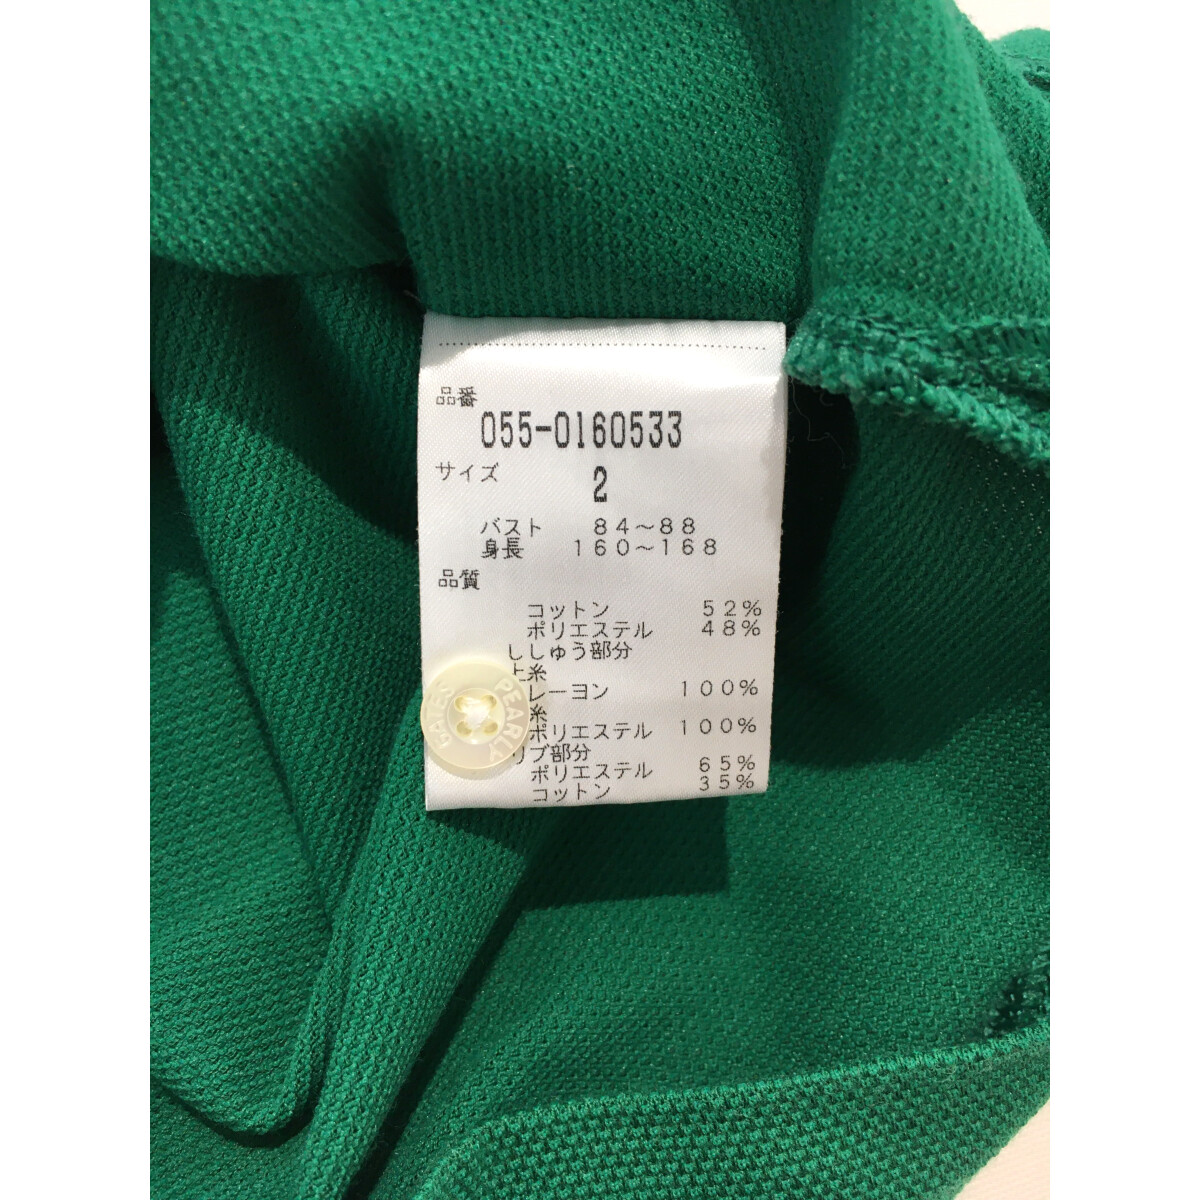 品番
055-0160533
サイズ
2
バスト 84～88
身長 160～168
品質
コットン 52%
ポリエステル 48%
ししゅう部分
上糸
レーヨン 100%
糸
ポリエステル 100%
リブ部分
ポリエステル 65%
コットン 35%
PEARLY GATES